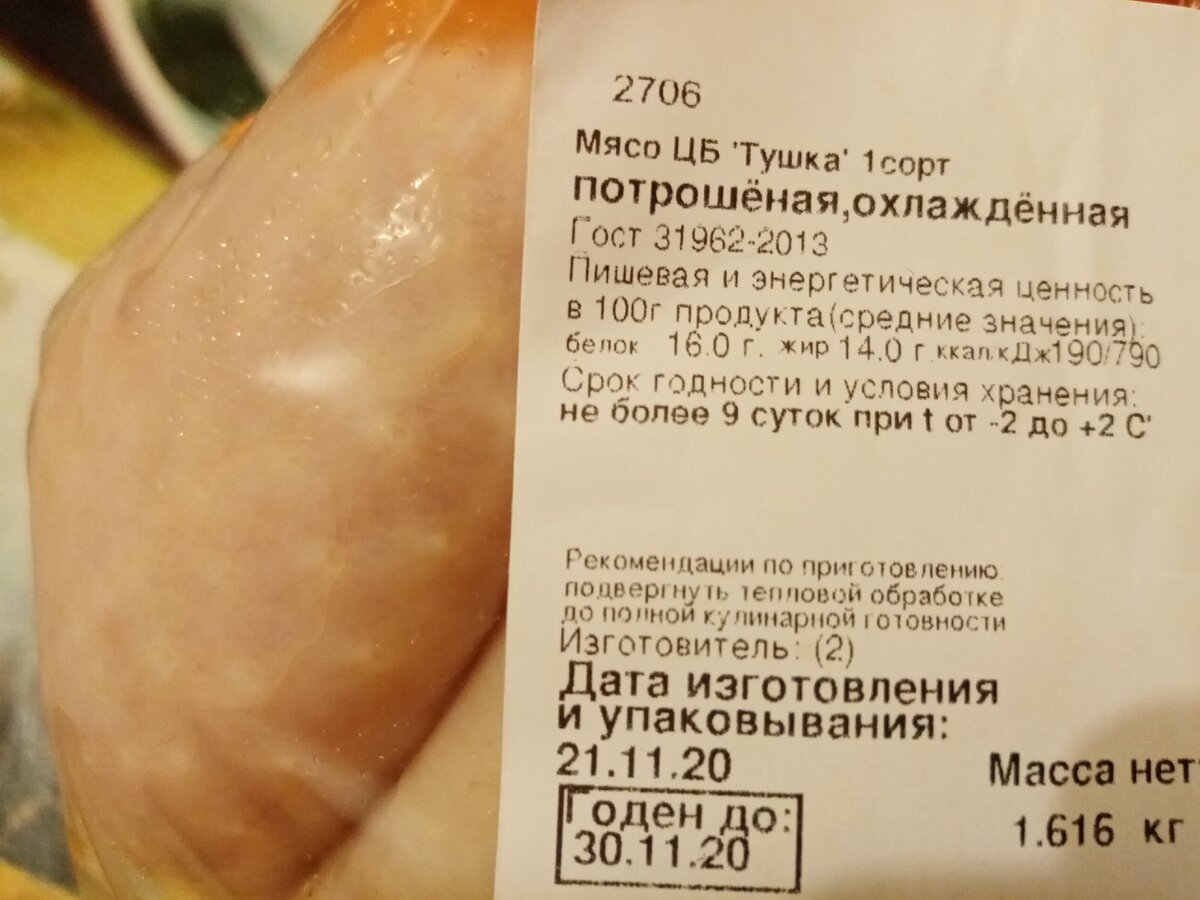 2706
Мясо ЦБ 'Тушка' 1сорт
потрошёная,охлаждённая
Гост 31962-2013
Пишевая и энергетическая ценность
в 100г продукта(средние значения):
белок 16.0 г. жир 14.0 г ккал.кДж190/790
Срок годности и условия хранения:
не более 9 суток при t от -2 до +2 С'
Рекомендации по приготовлению
подвергнуть тепловой обработке
до полной кулинарной готовности
Изготовитель: (2)
Дата изготовления
и упаковывания:
21.11.20
Масса нет
Годен до:
1.616 кг
30.11.20